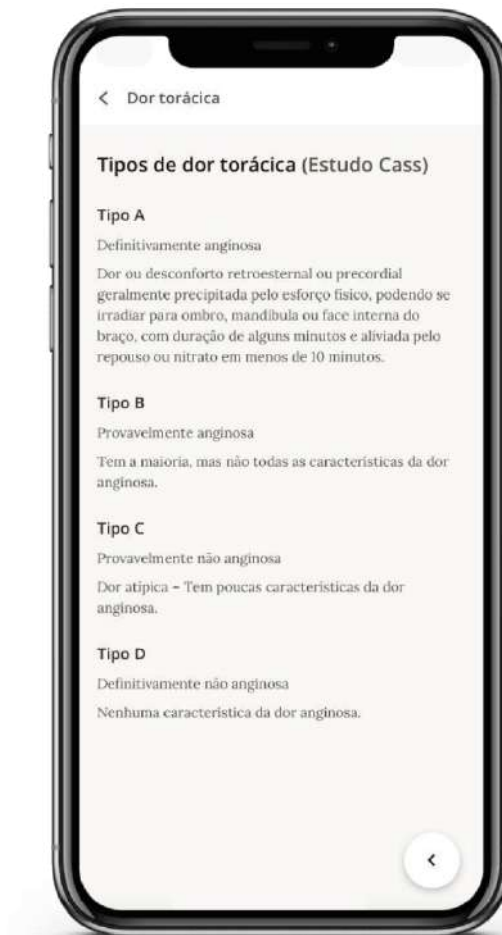 Dor torácica
Tipos de dor torácica (Estudo Cass)
Tipo A
Definitivamente anginosa
Dor ou desconforto retroesternal ou precordial
geralmente precipitada pelo esforço físico, podendo se
irradiar para ombro, mandíbula ou face interna do
braço, com duração de alguns minutos e aliviada pelo
repouso ou nitrato em menos de 10 minutos.
Tipo B
Provavelmente anginosa
Tem a maioria, mas não todas as características da dor
anginosa.
Tipo C
Provavelmente não anginosa
Dor atípica – Tem poucas características da dor
anginosa.
Tipo D
Definitivamente não anginosa
Nenhuma característica da dor anginosa.